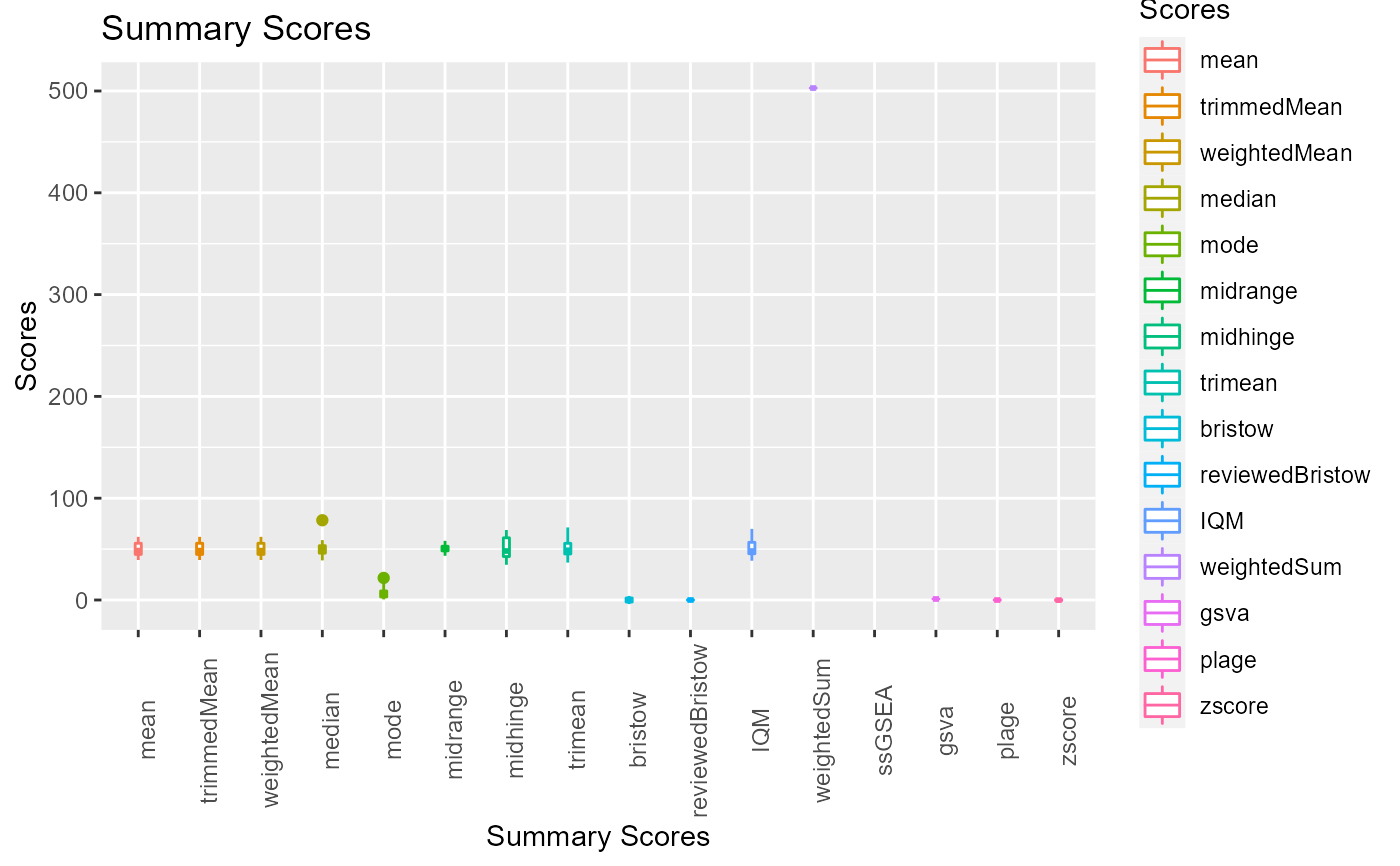 Summary Scores
Scores
500
400
300
200
100
0
Scores
mean
trimmedMean
weightedMean
median
mode
midrange
midhinge
trimean
bristow
reviewedBristow
IQM
weightedSum
ssGSEA
gsva
plage
zscore
Summary Scores
mean
trimmedMean
weightedMean
median
mode
midrange
midhinge
trimean
bristow
reviewedBristow
IQM
weightedSum
gsva
plage
zscore